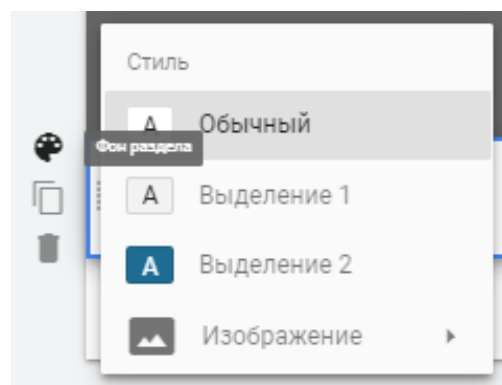 Стиль
A Обычный
Фон раздела
A Выделение 1
A Выделение 2
Изображение